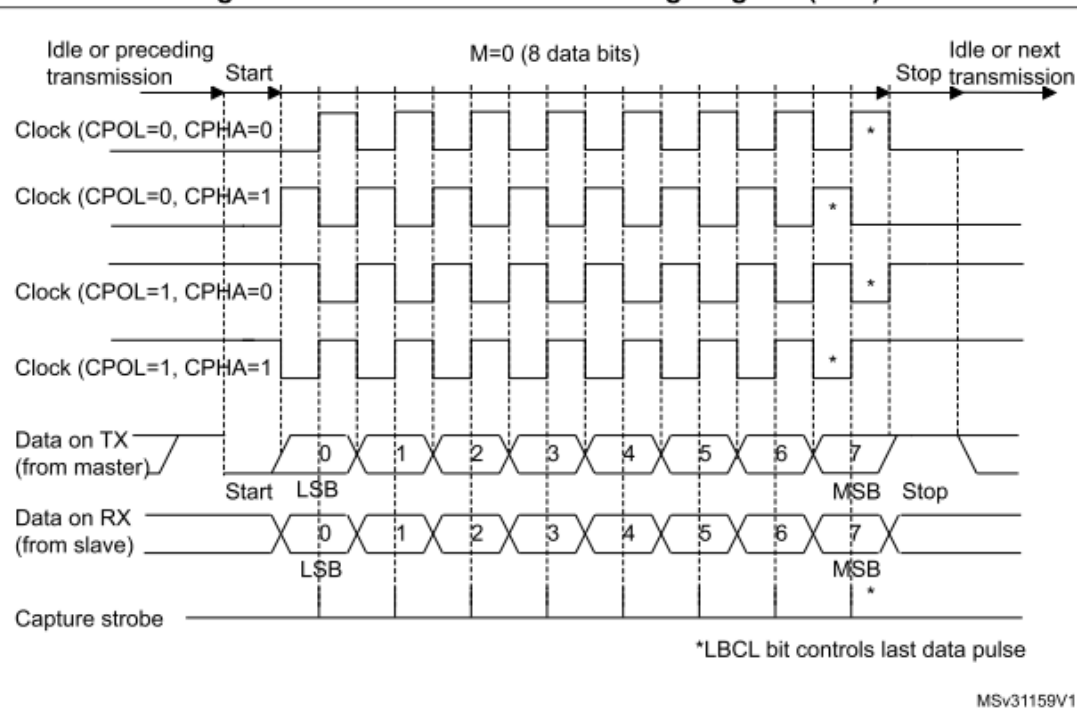 Idle or preceding
transmission
Start
M=0 (8 data bits)
Stop
Idle or next
transmission
Clock (CPOL=0, CPHA=0
*
Clock (CPOL=0, CPHA=1
*
Clock (CPOL=1, CPHA=0
*
Clock (CPOL=1, CPHA=1
*
Data on TX
(from master)
0 1 2 3 4 5 6 7
Start LSB MSB Stop
Data on RX
(from slave)
0 1 2 3 4 5 6 7
LSB MSB
*
Capture strobe
*LBCL bit controls last data pulse
MSv31159V1